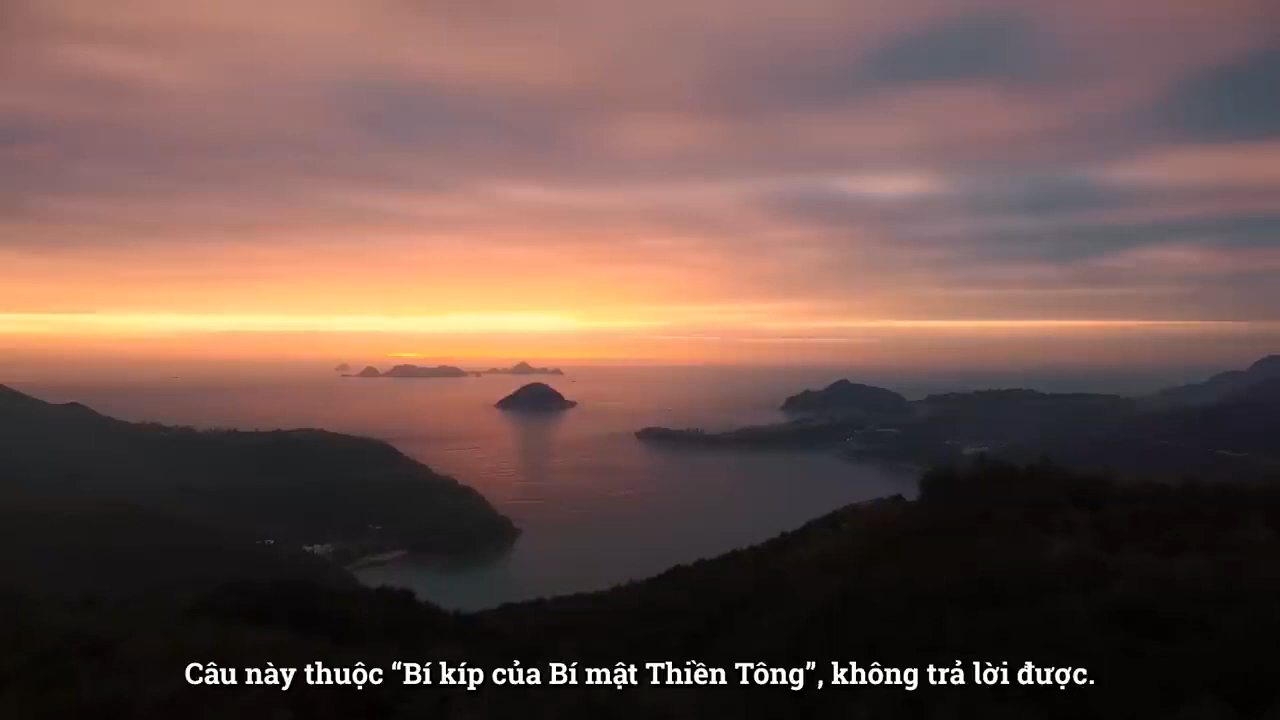 Câu này thuộc “Bí kíp của Bí mật Thiền Tông”, không trả lời được.